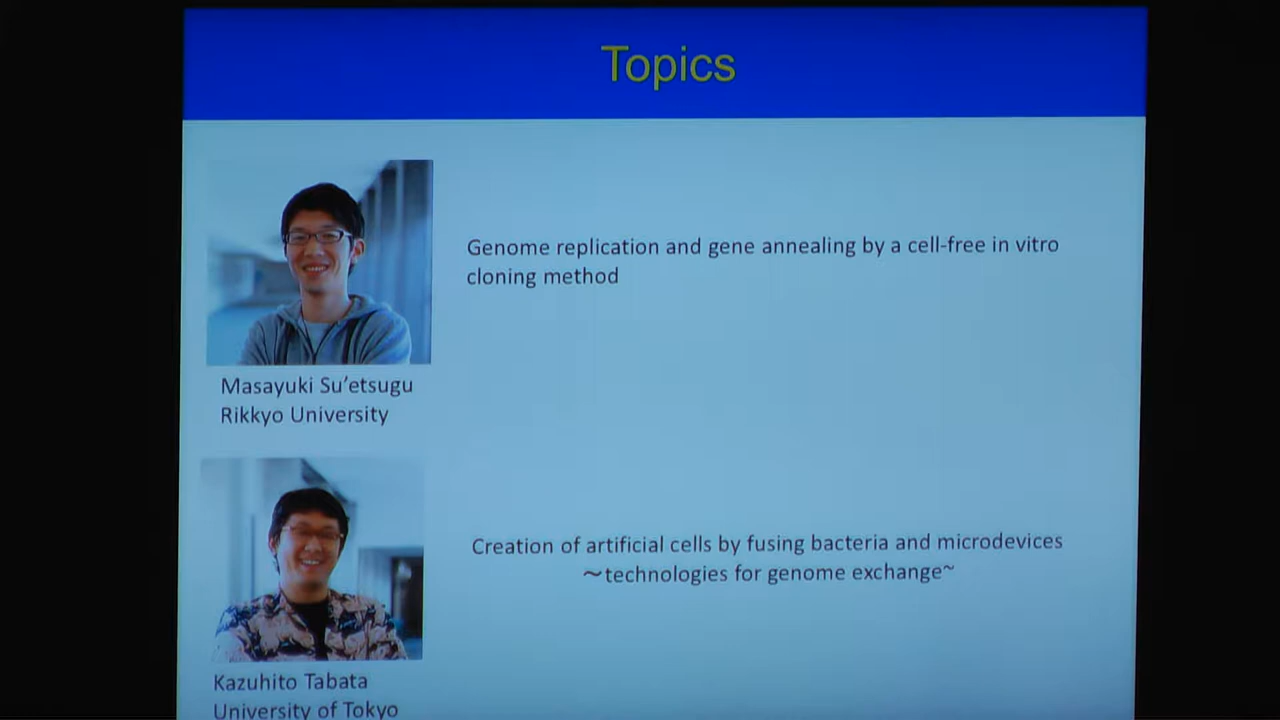 Topics
Genome replication and gene annealing by a cell-free in vitro
cloning method
Masayuki Su’etsugu
Rikkyo University
Creation of artificial cells by fusing bacteria and microdevices
～technologies for genome exchange~
Kazuhito Tabata
University of Tokyo